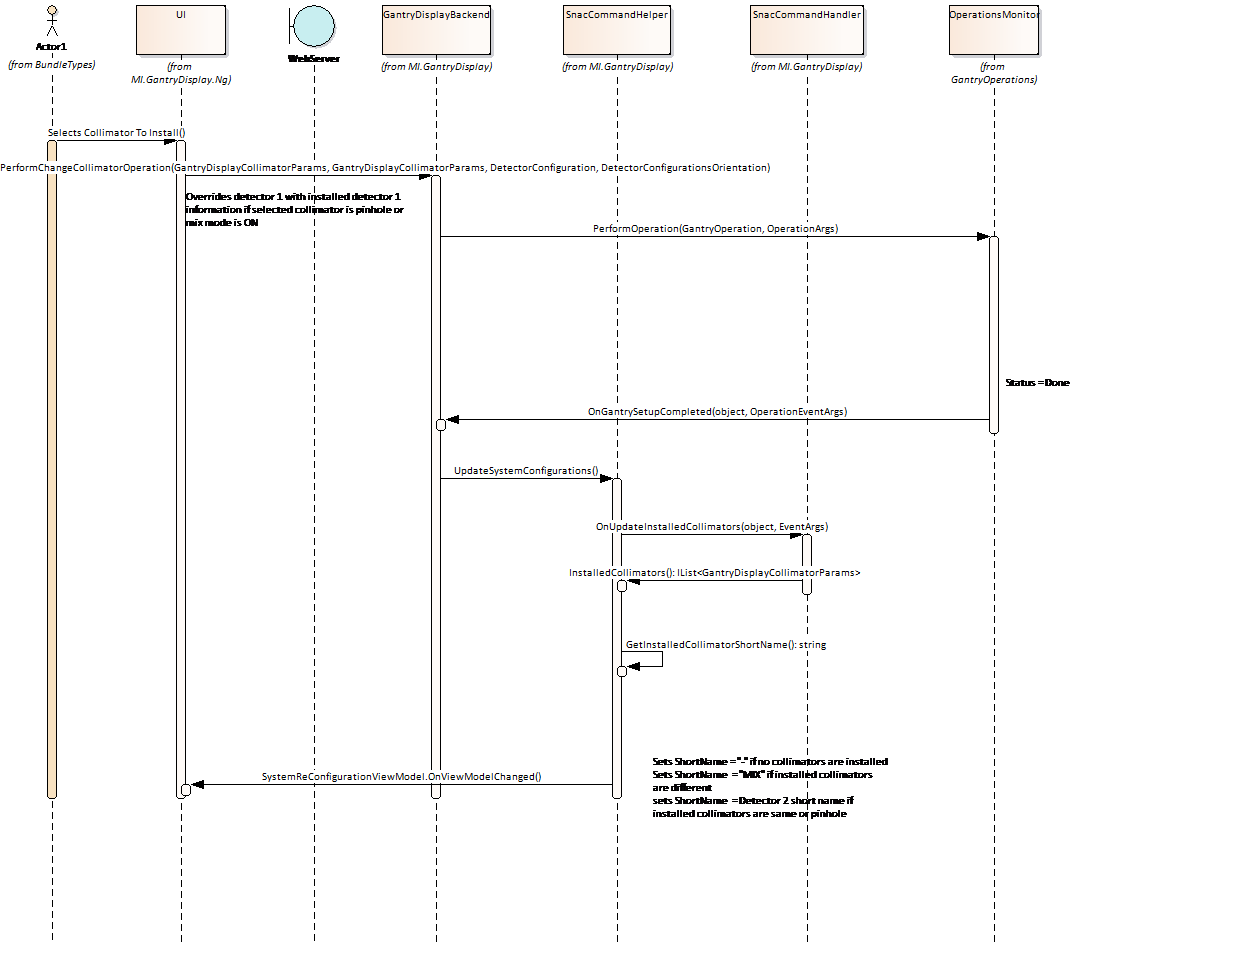 UI
GantryDisplayBackend
SnacCommandHelper
SnacCommandHandler
OperationsMonitor
Actor1
WebServer
(from BundleTypes)
(from
MI.GantryDisplay.Ng)
(from MI.GantryDisplay)
(from MI.GantryDisplay)
(from MI.GantryDisplay)
(from
GantryOperations)
Selects Collimator To Install()
PerformChangeCollimatorOperation(GantryDisplayCollimatorParams, GantryDisplayCollimatorParams, DetectorConfiguration, DetectorConfigurationsOrientation)
Overrides detector 1 with installed detector 1
information if selected collimator is pinhole or
mix mode is ON
PerformOperation(GantryOperation, OperationArgs)
Status = Done
OnGantrySetupCompleted(object, OperationEventArgs)
UpdateSystemConfigurations()
OnUpdateInstalledCollimators(object, EventArgs)
InstalledCollimators(): IList<GantryDisplayCollimatorParams>
GetInstalledCollimatorShortName(): string
Sets ShortName = "-" if no collimators are installed
Sets ShortName = "MIX" if installed collimators
are different
sets ShortName = Detector 2 short name if
installed collimators are same or pinhole
SystemReConfigurationViewModel.OnViewModelChanged()